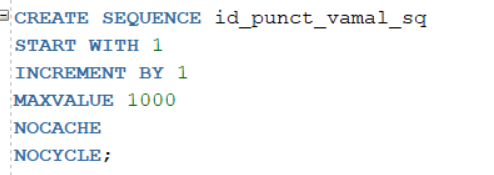 CREATE SEQUENCE id_punct_vamal_sq
START WITH 1
INCREMENT BY 1
MAXVALUE 1000
NOCACHE
NOCYCLE;